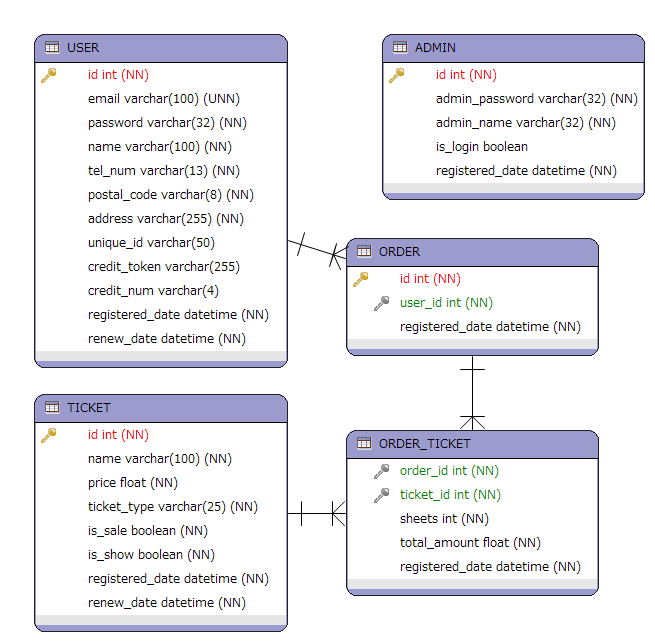 USER
id int (NN)
email varchar(100) (UNN)
password varchar(32) (NN)
name varchar(100) (NN)
tel_num varchar(13) (NN)
postal_code varchar(8) (NN)
address varchar(255) (NN)
unique_id varchar(50)
credit_token varchar(255)
credit_num varchar(4)
registered_date datetime (NN)
renew_date datetime (NN)
ADMIN
id int (NN)
admin_password varchar(32) (NN)
admin_name varchar(32) (NN)
is_login boolean
registered_date datetime (NN)
ORDER
id int (NN)
user_id int (NN)
registered_date datetime (NN)
TICKET
id int (NN)
name varchar(100) (NN)
price float (NN)
ticket_type varchar(25) (NN)
is_sale boolean (NN)
is_show boolean (NN)
registered_date datetime (NN)
renew_date datetime (NN)
ORDER_TICKET
order_id int (NN)
ticket_id int (NN)
sheets int (NN)
total_amount float (NN)
registered_date datetime (NN)